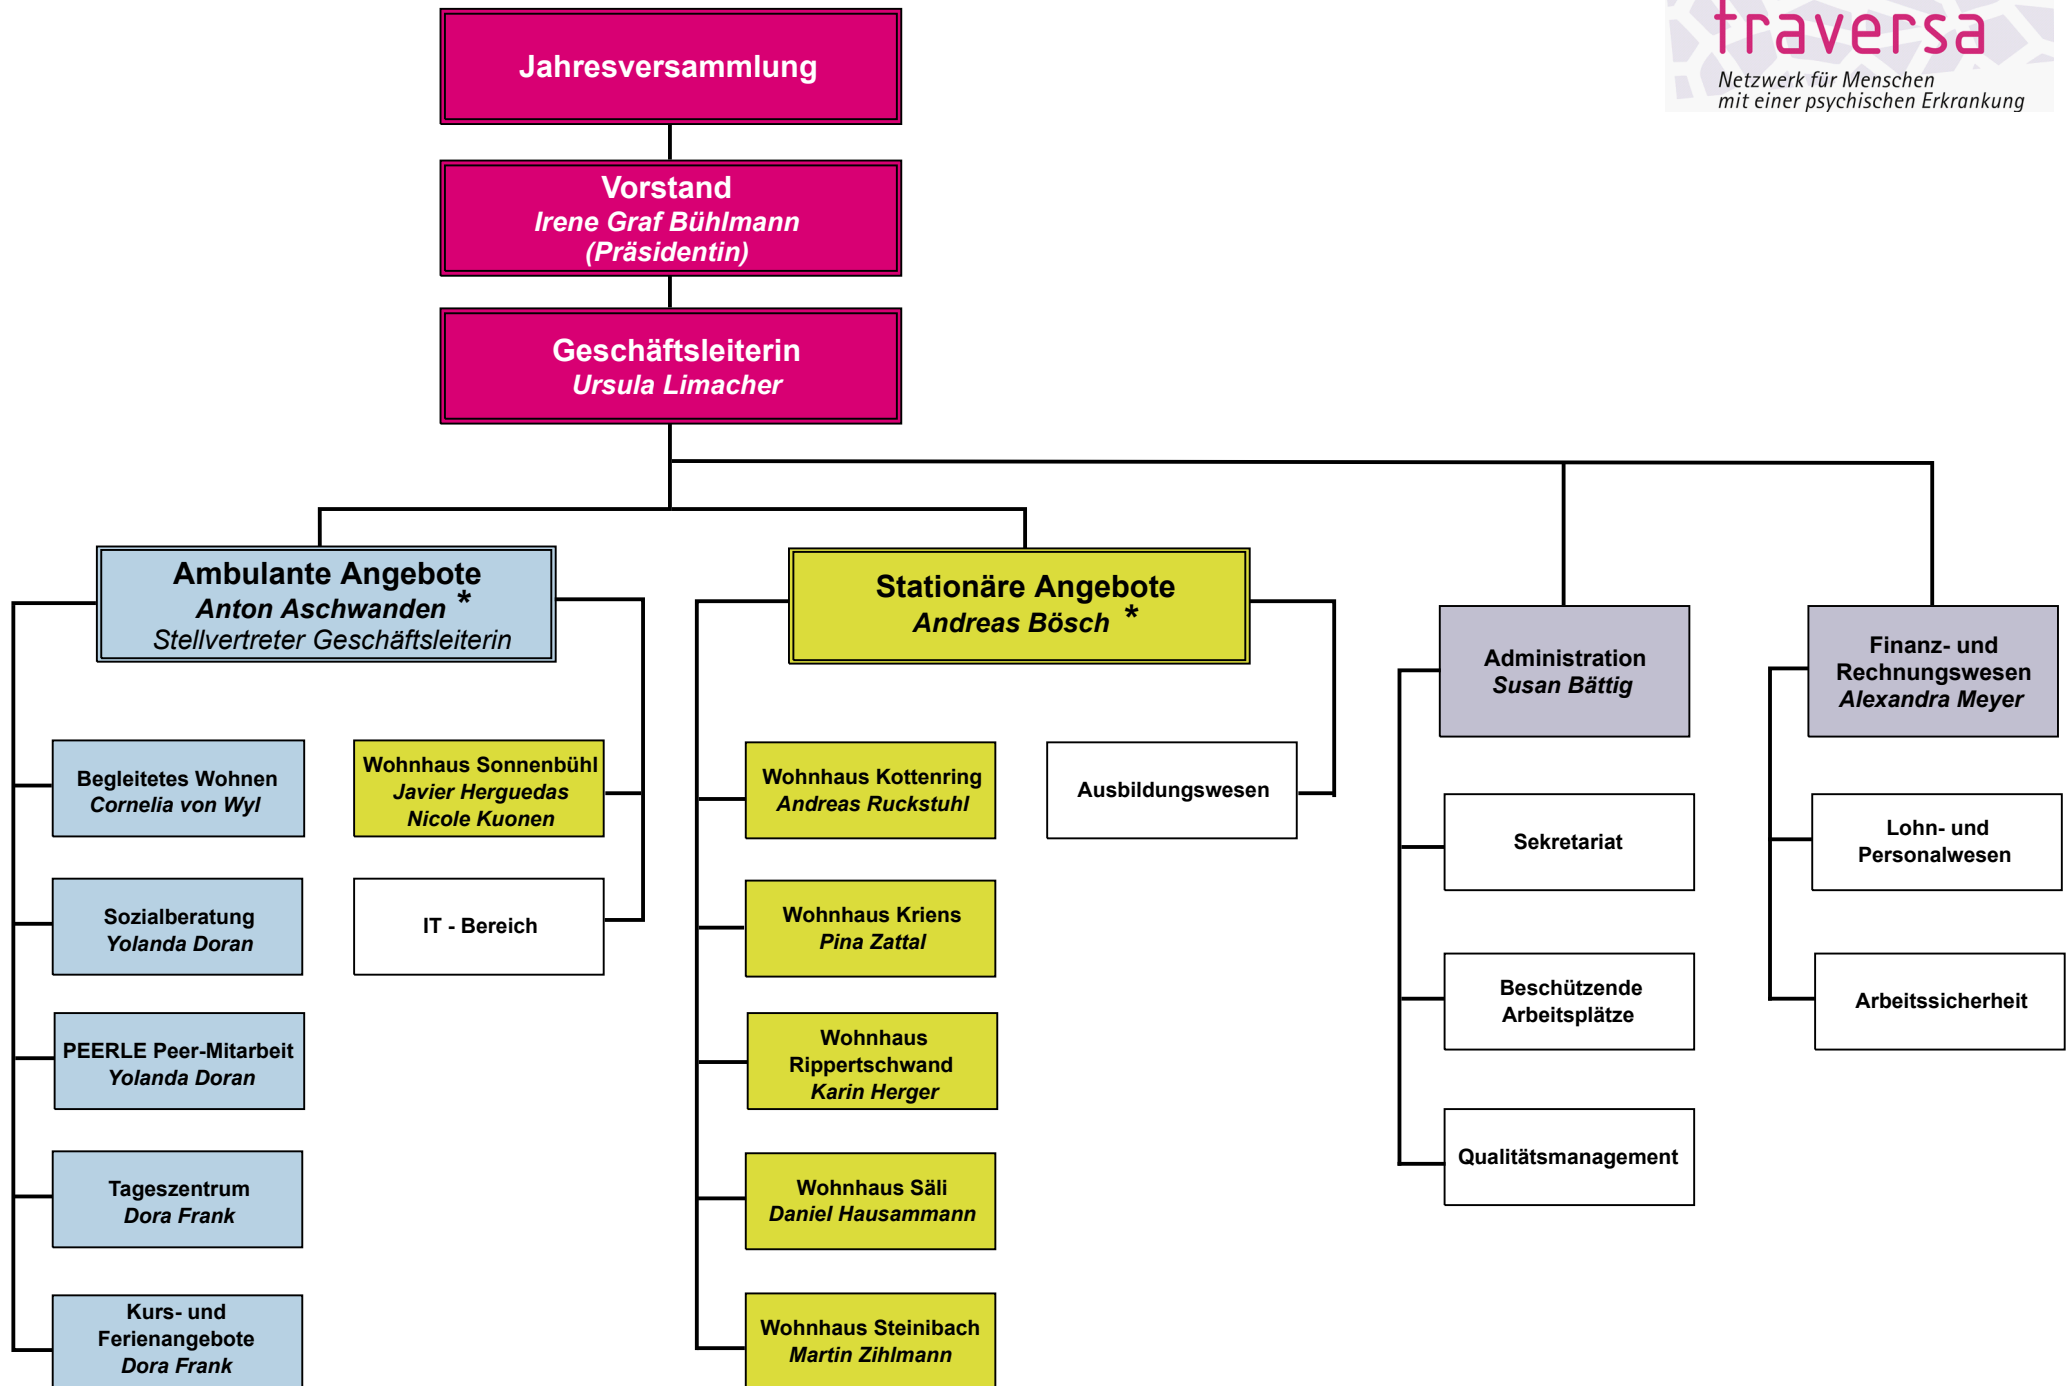 traversa
Netzwerk für Menschen
mit einer psychischen Erkrankung
Jahresversammlung
Vorstand
Irene Graf Bühlmann
(Präsidentin)
Geschäftsleiterin
Ursula Limacher
Ambulante Angebote
Anton Aschwanden *
Stellvertreter Geschäftsleiterin
Begleitetes Wohnen
Cornelia von Wyl
Sozialberatung
Yolanda Doran
PEERLE Peer-Mitarbeit
Yolanda Doran
Tageszentrum
Dora Frank
Kurs- und
Ferienangebote
Dora Frank
Wohnhaus Sonnenbühl
Javier Herguedas
Nicole Kuonen
IT - Bereich
Stationäre Angebote
Andreas Bösch *
Wohnhaus Kottenring
Andreas Ruckstuhl
Wohnhaus Kriens
Pina Zattal
Wohnhaus
Rippertschwand
Karin Herger
Wohnhaus Säli
Daniel Hausammann
Wohnhaus Steinibach
Martin Zihlmann
Ausbildungswesen
Administration
Susan Bättig
Sekretariat
Beschützende
Arbeitsplätze
Qualitätsmanagement
Finanz- und
Rechnungswesen
Alexandra Meyer
Lohn- und
Personalwesen
Arbeitssicherheit